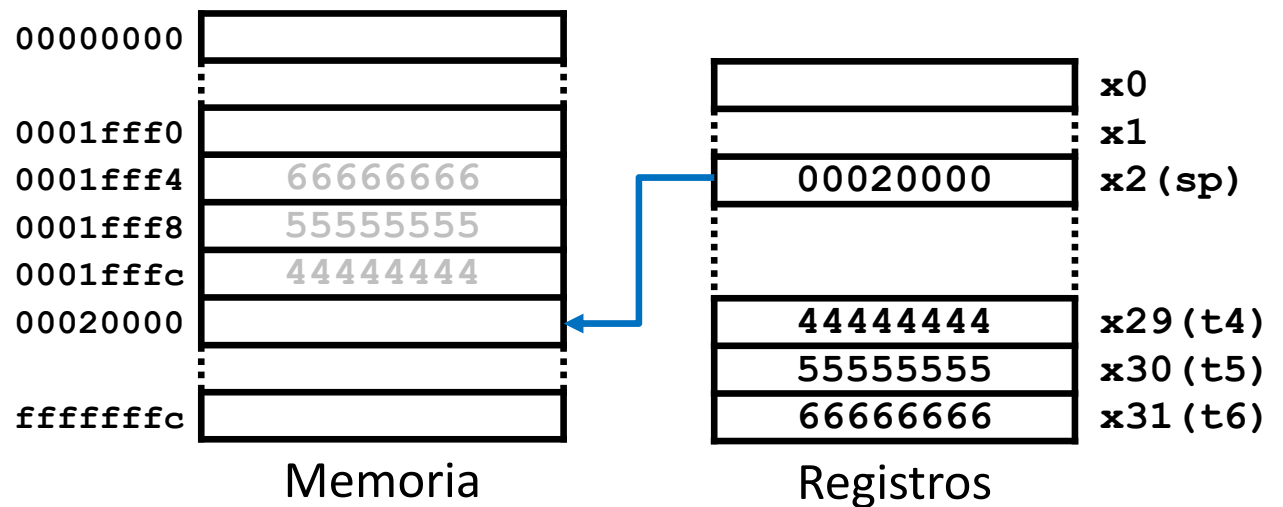 00000000
0001fff0
0001fff4 66666666
0001fff8 55555555
0001fffc 44444444
00020000
fffffffc
Memoria
x0
x1
00020000 x2(sp)
44444444 x29(t4)
55555555 x30(t5)
66666666 x31(t6)
Registros